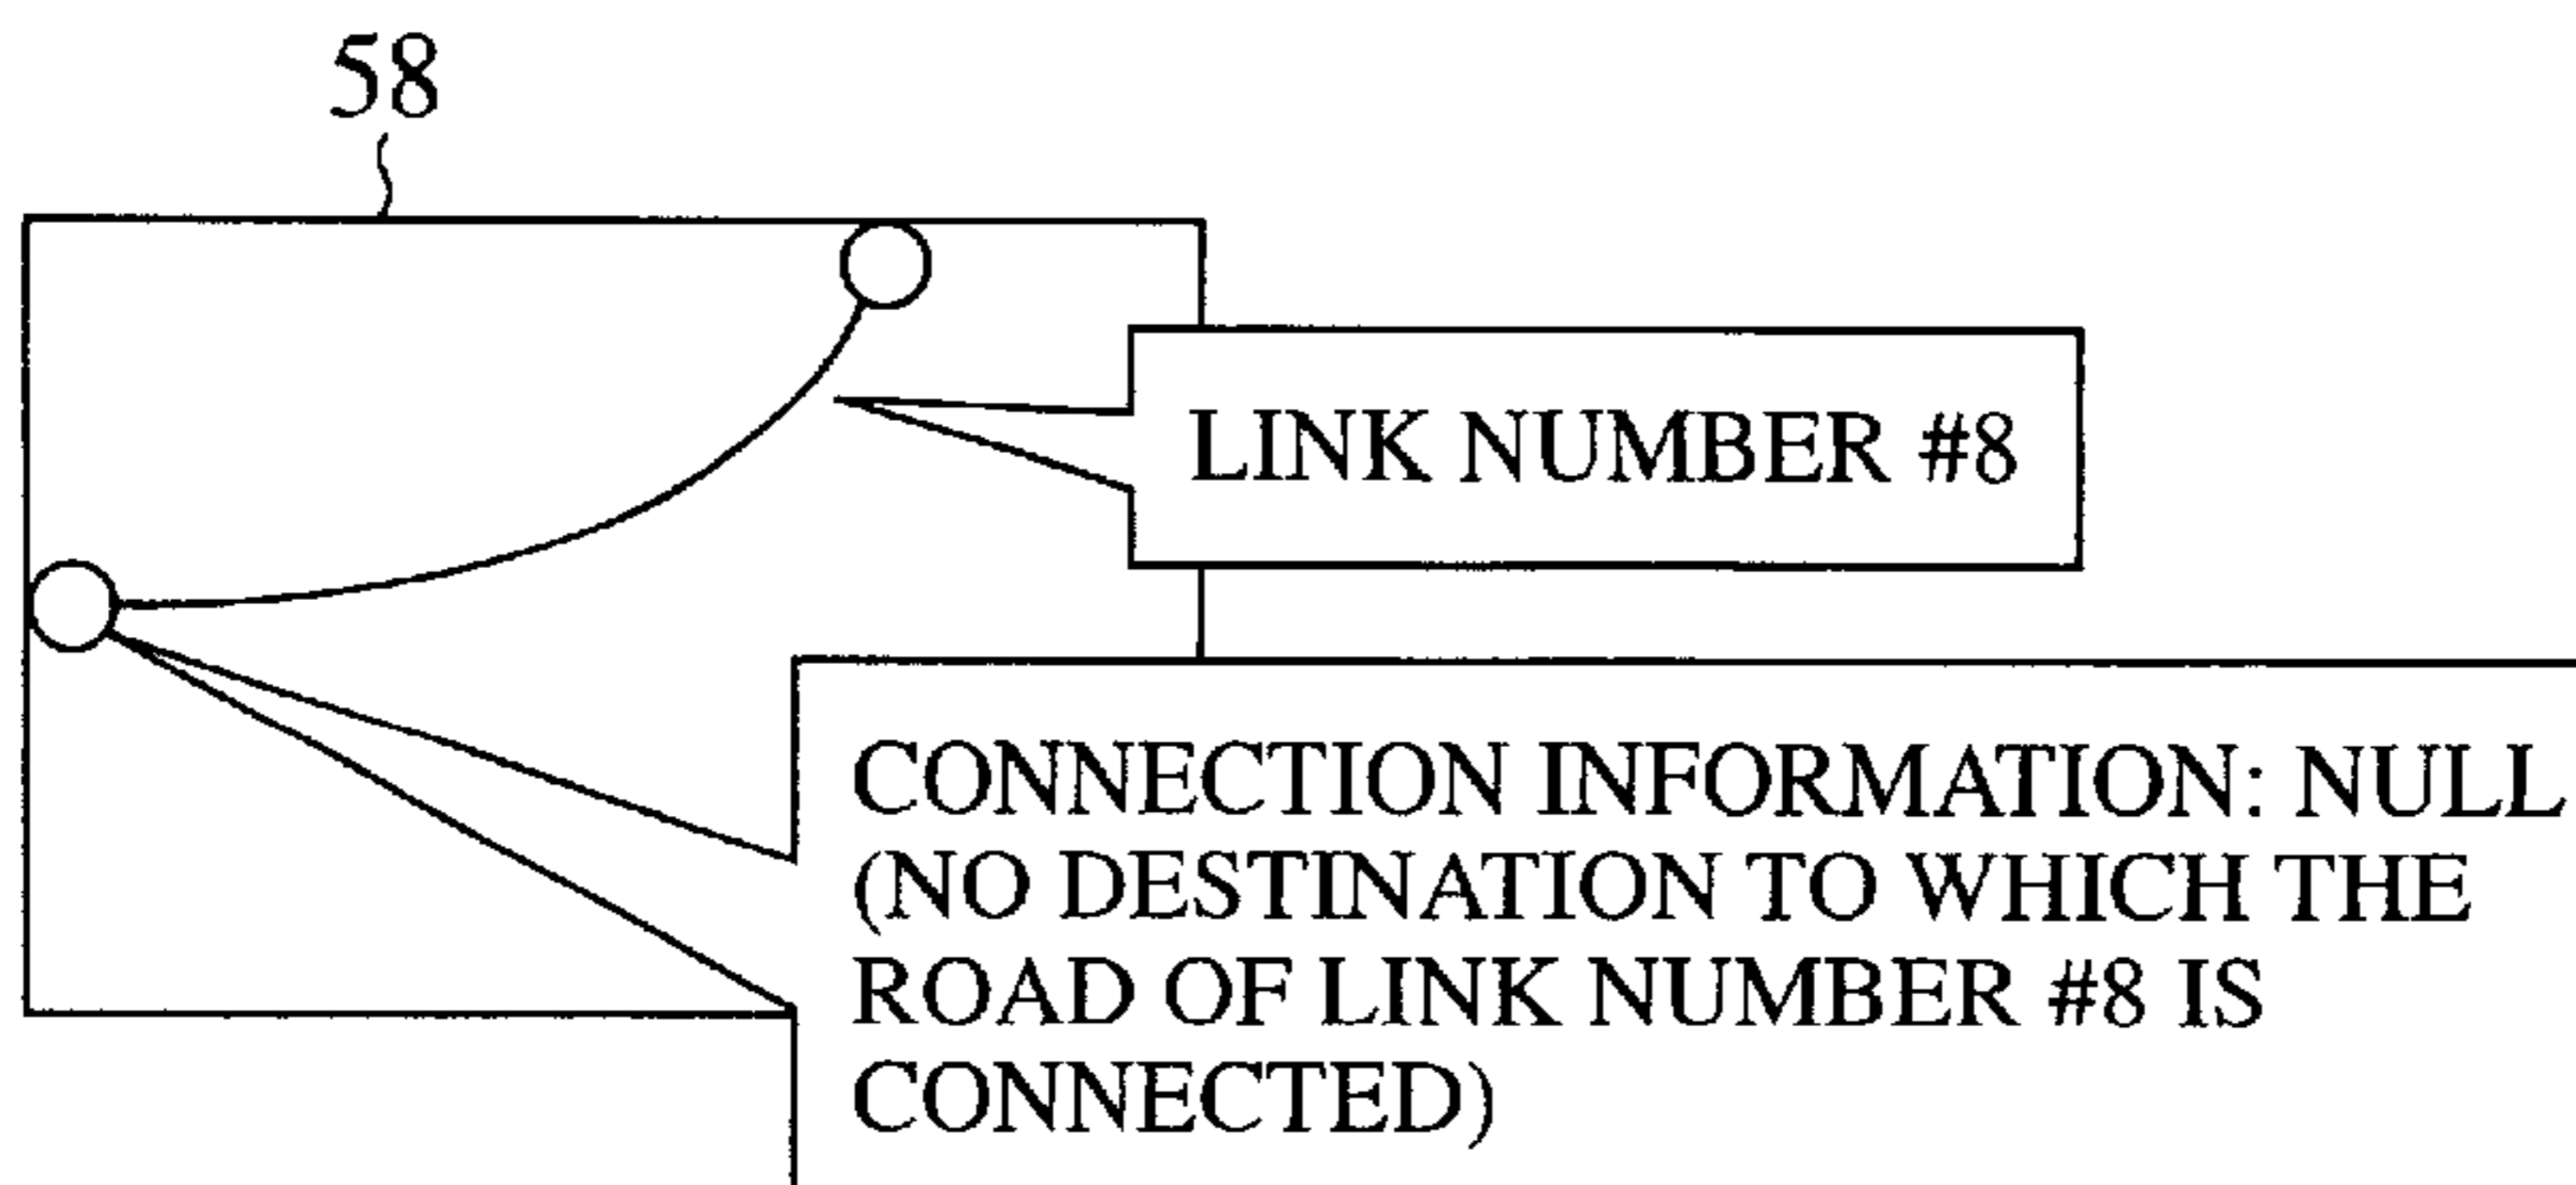 58
LINK NUMBER #8
CONNECTION INFORMATION: NULL
(NO DESTINATION TO WHICH THE
ROAD OF LINK NUMBER #8 IS
CONNECTED)